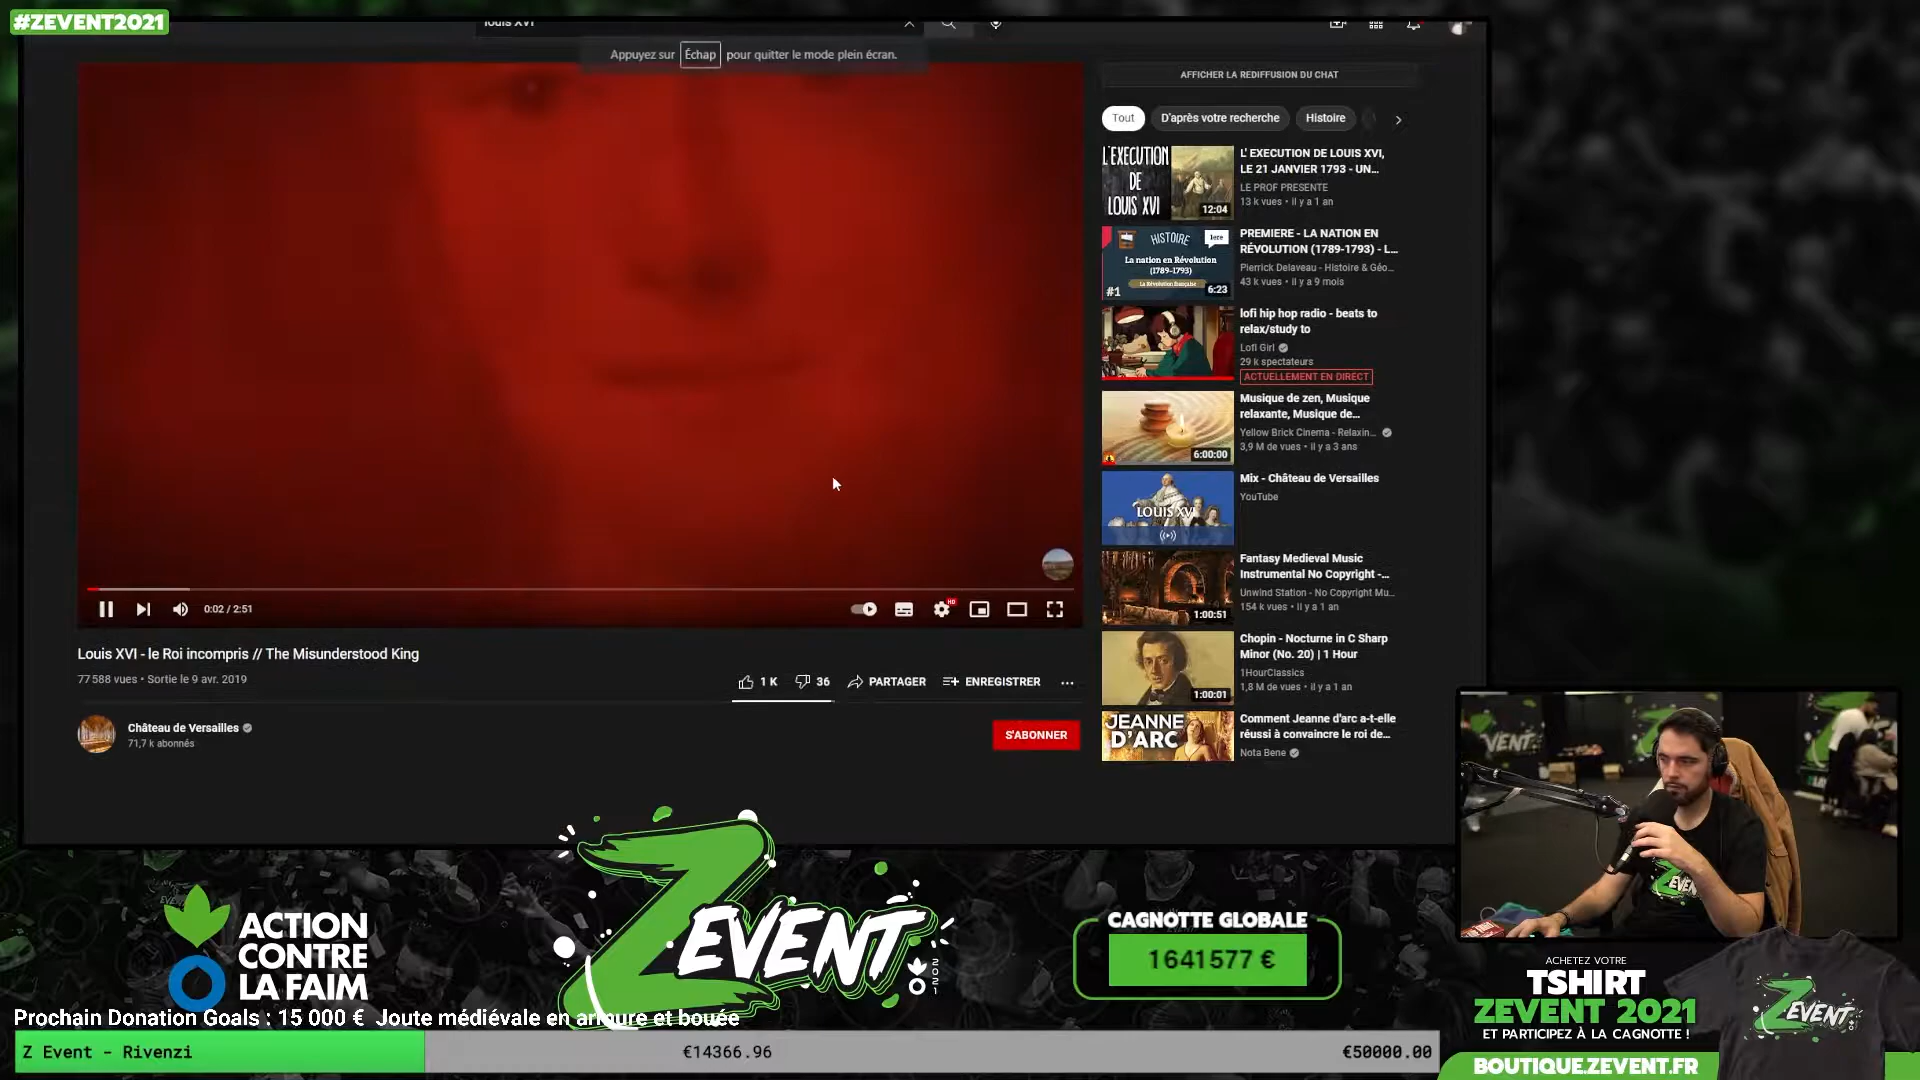 #ZEVENT2021
louis XVI
Appuyez sur Échap pour quitter le mode plein écran.
AFFICHER LA REDIFFUSION DU CHAT
Tout
D'après votre recherche
Histoire
L'EXECUTION
DE
LOUIS XVI
12:04
L' EXECUTION DE LOUIS XVI,
LE 21 JANVIER 1793 - UN...
LE PROF PRESENTE
13 k vues • il y a 1 an
HISTOIRE
1ere
La nation en Révolution
(1789-1793)
La Révolution française
#1
6:23
PREMIERE - LA NATION EN
RÉVOLUTION (1789-1793) - L...
Pierrick Delaveau - Histoire & Géo...
43 k vues • il y a 9 mois
lofi hip hop radio - beats to
relax/study to
Lofi Girl
29 k spectateurs
ACTUELLEMENT EN DIRECT
6:00:00
Musique de zen, Musique
relaxante, Musique de...
Yellow Brick Cinema - Relaxin...
3,9 M de vues • il y a 3 ans
LOUIS XVI
Mix - Château de Versailles
YouTube
1:00:51
Fantasy Medieval Music
Instrumental No Copyright -...
Unwind Station - No Copyright Mu...
154 k vues • il y a 1 an
1:00:01
Chopin - Nocturne in C Sharp
Minor (No. 20) | 1 Hour
1HourClassics
1,8 M de vues • il y a 1 an
JEANNE
D'ARC
Comment Jeanne d'arc a-t-elle
réussi à convaincre le roi de...
Nota Bene
0:02 / 2:51
HD
Louis XVI - le Roi incompris // The Misunderstood King
77 588 vues • Sortie le 9 avr. 2019
1 K
36
PARTAGER
ENREGISTRER
Château de Versailles
71,7 k abonnés
S'ABONNER
ACTION
CONTRE
LA FAIM
ZEVENT
2021
CAGNOTTE GLOBALE
1 641 577 €
Prochain Donation Goals : 15 000 € Joute médiévale en armure et bouée
Z Event - Rivenzi
€14366.96
€50000.00
ACHETEZ VOTRE
TSHIRT
ZEVENT 2021
ET PARTICIPEZ À LA CAGNOTTE !
BOUTIQUE.ZEVENT.FR
ZEVENT